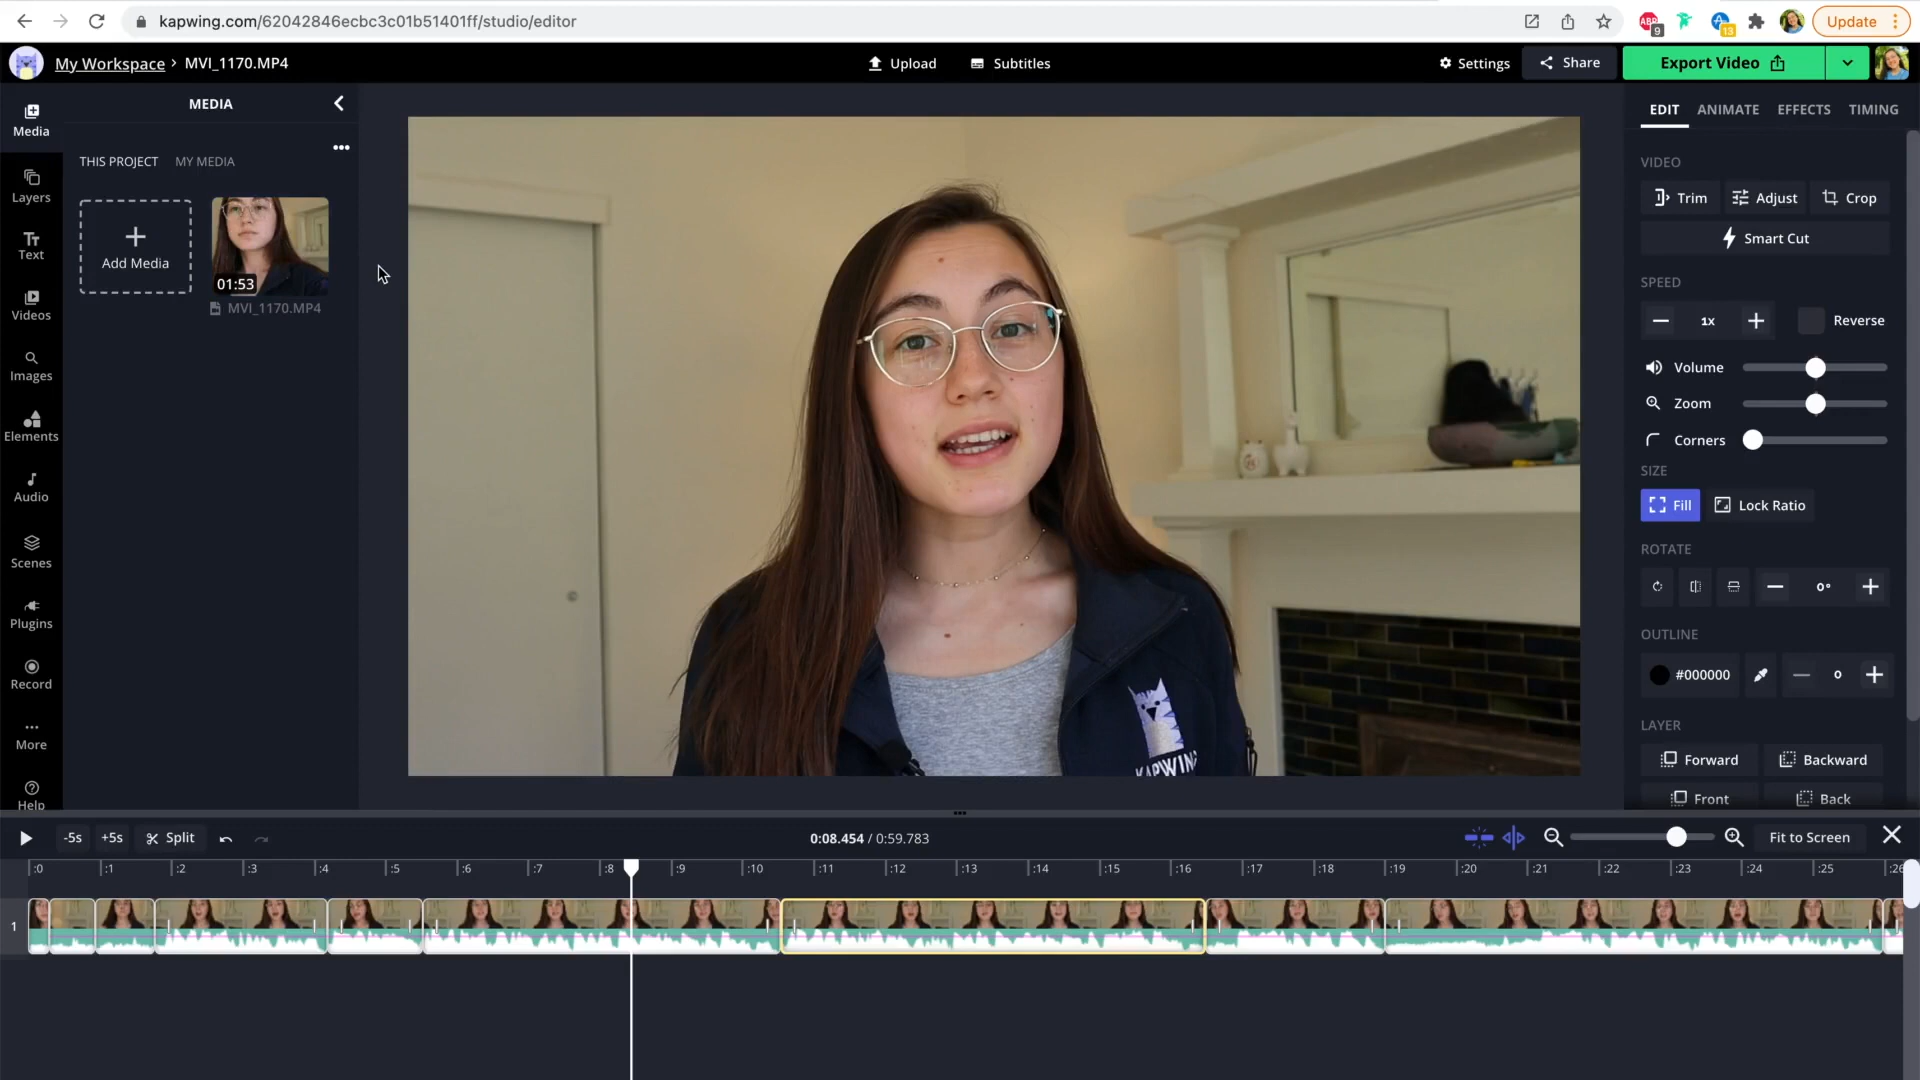 kapwing.com/62042846ecbc3c01b51401ff/studio/editor
ABP
9
13
Update
My Workspace › MVI_1170.MP4
Upload
Subtitles
Settings
Share
Export Video
Media
Layers
Text
Videos
Images
Elements
Audio
Scenes
Plugins
Record
More
Help
MEDIA
THIS PROJECT
MY MEDIA
Add Media
01:53
MVI_1170.MP4
KAPWING
EDIT
ANIMATE
EFFECTS
TIMING
VIDEO
Trim
Adjust
Crop
Smart Cut
SPEED
1x
Reverse
Volume
Zoom
Corners
SIZE
Fill
Lock Ratio
ROTATE
0°
OUTLINE
#000000
0
LAYER
Forward
Backward
Front
Back
-5s
+5s
Split
0:08.454 / 0:59.783
Fit to Screen
:0 :1 :2 :3 :4 :5 :6 :7 :8 :9 :10 :11 :12 :13 :14 :15 :16 :17 :18 :19 :20 :21 :22 :23 :24 :25 :26
1